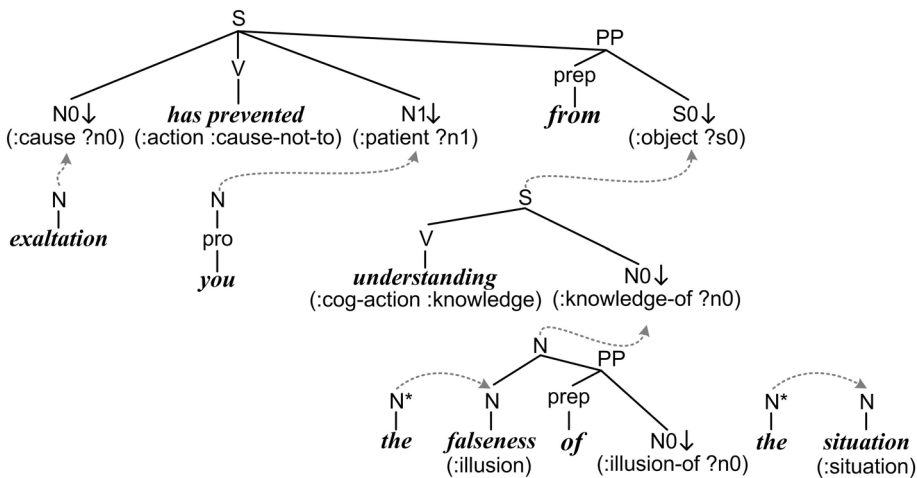 S
PP
V
prep
N0↓ has prevented N1↓ from S0↓
(:cause ?n0) (:action :cause-not-to) (:patient ?n1) (:object ?s0)
N N S
exaltation pro V
you understanding N0↓
(:cog-action :knowledge) (:knowledge-of ?n0)
N PP
N* N prep N* N
the falseness of N0↓ the situation
(:illusion) (:illusion-of ?n0) (:situation)